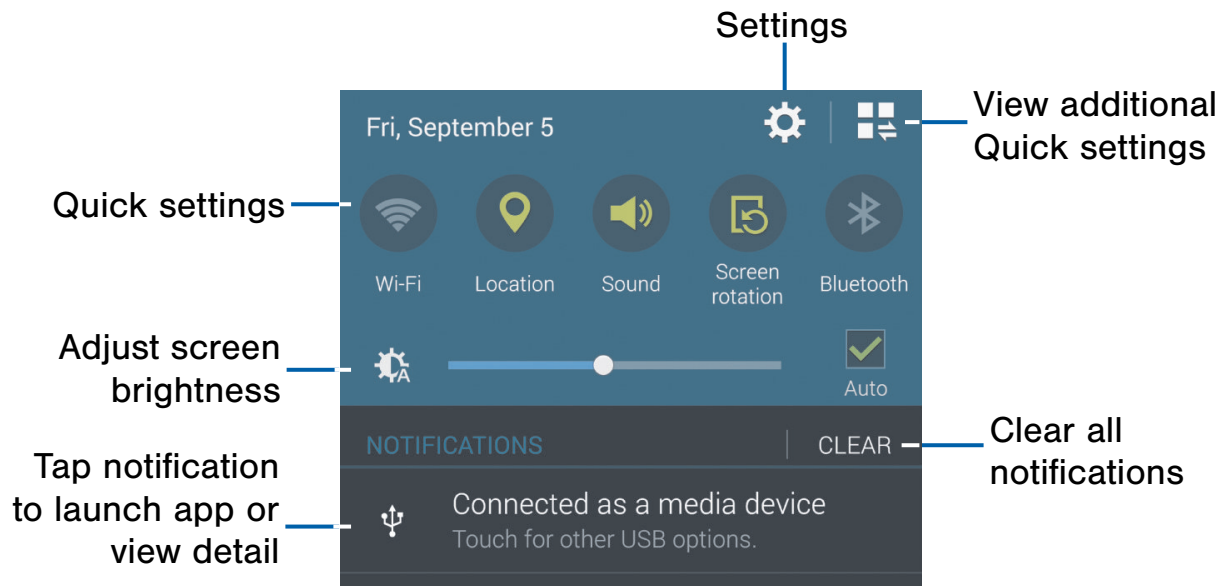 Settings
View additional
Quick settings
Fri, September 5
Quick settings
Wi-Fi
Location
Sound
Screen
rotation
Bluetooth
Adjust screen
brightness
A
Auto
NOTIFICATIONS
CLEAR
Clear all
notifications
Tap notification
to launch app or
view detail
Connected as a media device
Touch for other USB options.